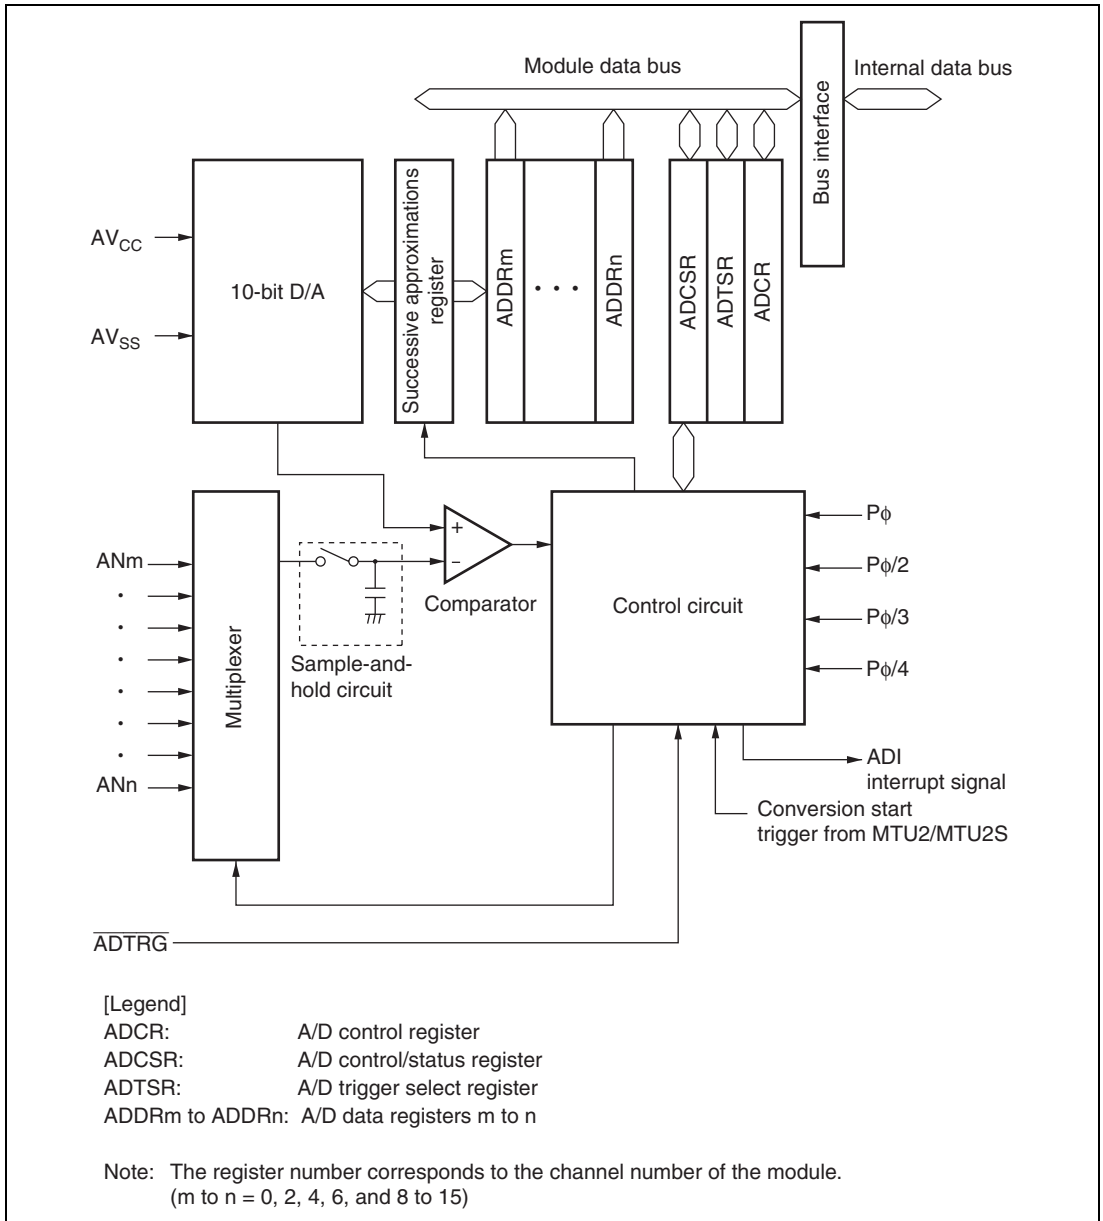 Module data bus
Internal data bus
Bus interface
AVCC
AVSS
10-bit D/A
Successive approximations
register
ADDRm
. . .
ADDRn
ADCSR
ADTSR
ADCR
ANm
.
.
.
.
.
.
ANn
Multiplexer
Sample-and-
hold circuit
+
−
Comparator
Control circuit
Pϕ
Pϕ/2
Pϕ/3
Pϕ/4
ADI
interrupt signal
Conversion start
trigger from MTU2/MTU2S
ADTRG
[Legend]
ADCR: A/D control register
ADCSR: A/D control/status register
ADTSR: A/D trigger select register
ADDRm to ADDRn: A/D data registers m to n
Note: The register number corresponds to the channel number of the module.
(m to n = 0, 2, 4, 6, and 8 to 15)